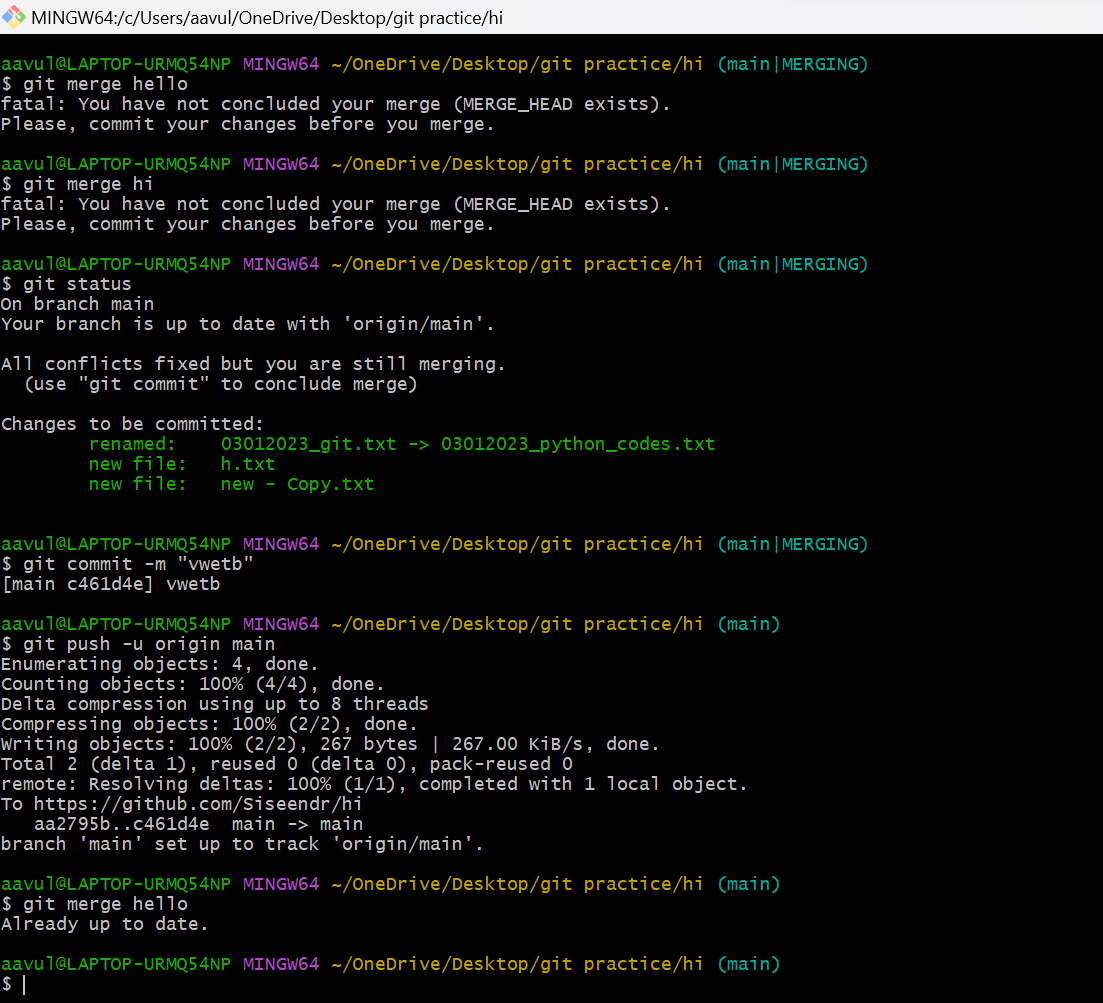 MINGW64:/c/Users/aavul/OneDrive/Desktop/git practice/hi
aavul@LAPTOP-URMQ54NP MINGW64 ~/OneDrive/Desktop/git practice/hi (main|MERGING)
$ git merge hello
fatal: You have not concluded your merge (MERGE_HEAD exists).
Please, commit your changes before you merge.
aavul@LAPTOP-URMQ54NP MINGW64 ~/OneDrive/Desktop/git practice/hi (main|MERGING)
$ git merge hi
fatal: You have not concluded your merge (MERGE_HEAD exists).
Please, commit your changes before you merge.
aavul@LAPTOP-URMQ54NP MINGW64 ~/OneDrive/Desktop/git practice/hi (main|MERGING)
$ git status
On branch main
Your branch is up to date with 'origin/main'.
All conflicts fixed but you are still merging.
(use "git commit" to conclude merge)
Changes to be committed:
renamed: 03012023_git.txt -> 03012023_python_codes.txt
new file: h.txt
new file: new - Copy.txt
aavul@LAPTOP-URMQ54NP MINGW64 ~/OneDrive/Desktop/git practice/hi (main|MERGING)
$ git commit -m "vwetb"
[main c461d4e] vwetb
aavul@LAPTOP-URMQ54NP MINGW64 ~/OneDrive/Desktop/git practice/hi (main)
$ git push -u origin main
Enumerating objects: 4, done.
Counting objects: 100% (4/4), done.
Delta compression using up to 8 threads
Compressing objects: 100% (2/2), done.
Writing objects: 100% (2/2), 267 bytes | 267.00 KiB/s, done.
Total 2 (delta 1), reused 0 (delta 0), pack-reused 0
remote: Resolving deltas: 100% (1/1), completed with 1 local object.
To https://github.com/Siseendr/hi
aa2795b..c461d4e main -> main
branch 'main' set up to track 'origin/main'.
aavul@LAPTOP-URMQ54NP MINGW64 ~/OneDrive/Desktop/git practice/hi (main)
$ git merge hello
Already up to date.
aavul@LAPTOP-URMQ54NP MINGW64 ~/OneDrive/Desktop/git practice/hi (main)
$